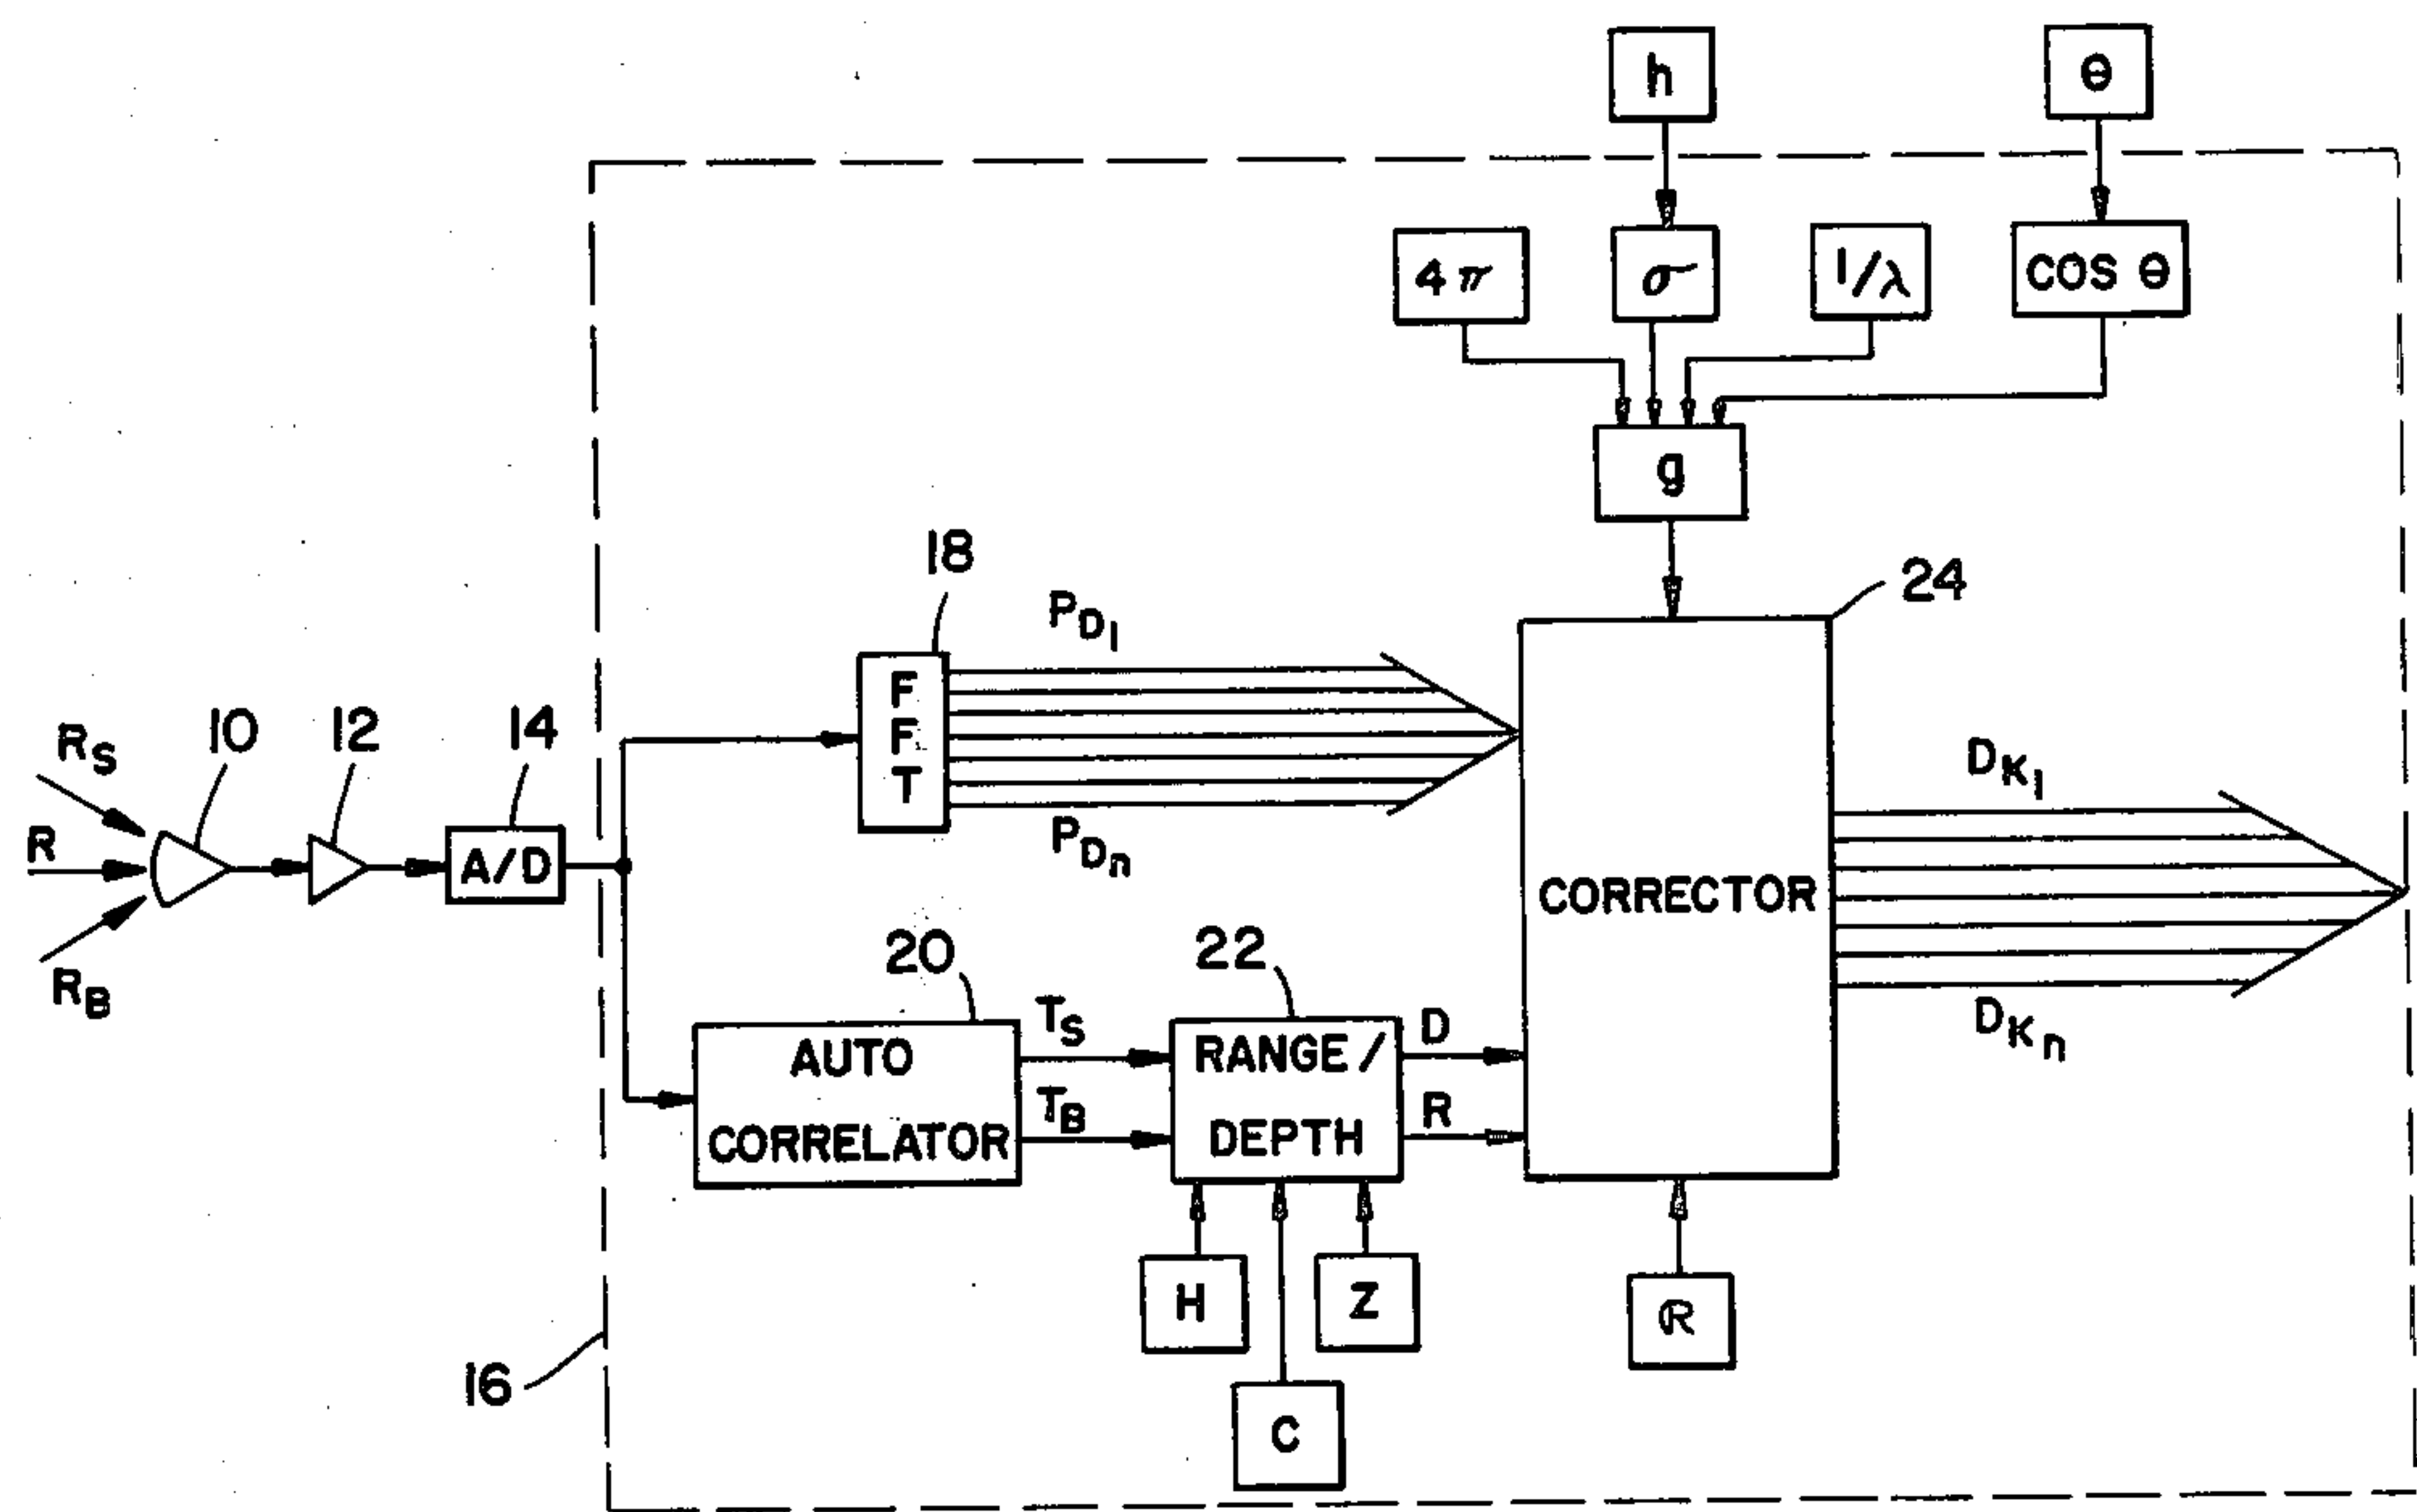 h
θ
4π
σ
1/λ
COS θ
g
18
24
P_D1
F
F
T
P_Dn
R_S
10
12
14
R
A/D
R_B
CORRECTOR
D_K1
D_Kn
20
22
AUTO
CORRELATOR
T_S
T_B
RANGE/
DEPTH
D
R
H
Z
ℛ
C
16